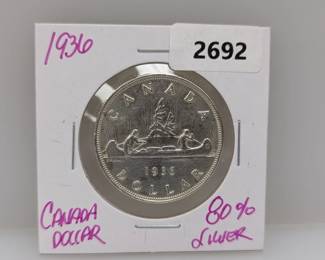 1936
2692
CANADA
1936
DOLLAR
CANADA
DOLLAR
80%
SILVER